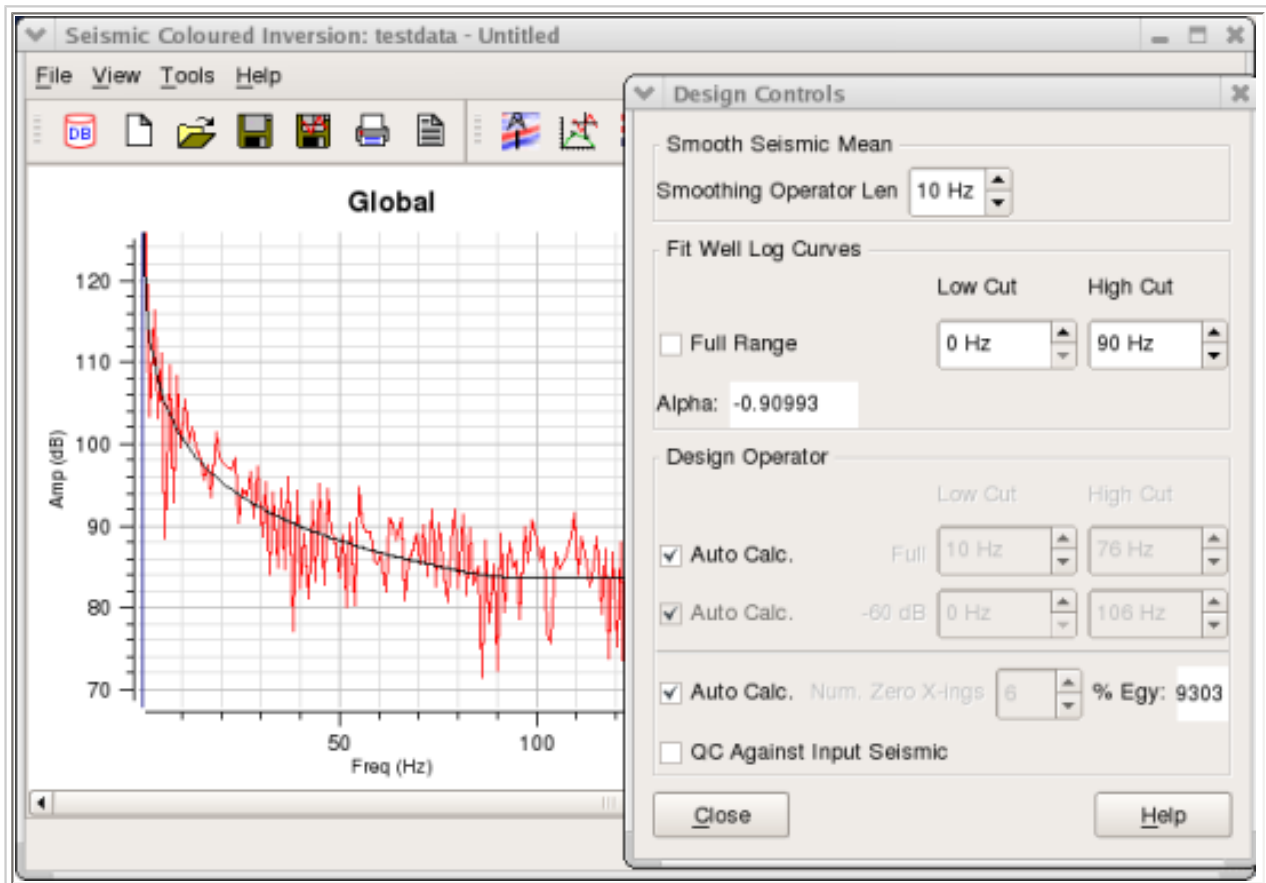 Seismic Coloured Inversion: testdata - Untitled
File View Tools Help
DB
Global
120
110
100
90
80
70
Amp (dB)
50 100
Freq (Hz)
Design Controls
Smooth Seismic Mean
Smoothing Operator Len 10 Hz
Fit Well Log Curves
Low Cut High Cut
Full Range 0 Hz 90 Hz
Alpha: -0.90993
Design Operator
Low Cut High Cut
Auto Calc. Full 10 Hz 76 Hz
Auto Calc. -60 dB 0 Hz 106 Hz
Auto Calc. Num. Zero X-ings 6 % Egy: 9303
QC Against Input Seismic
Close Help